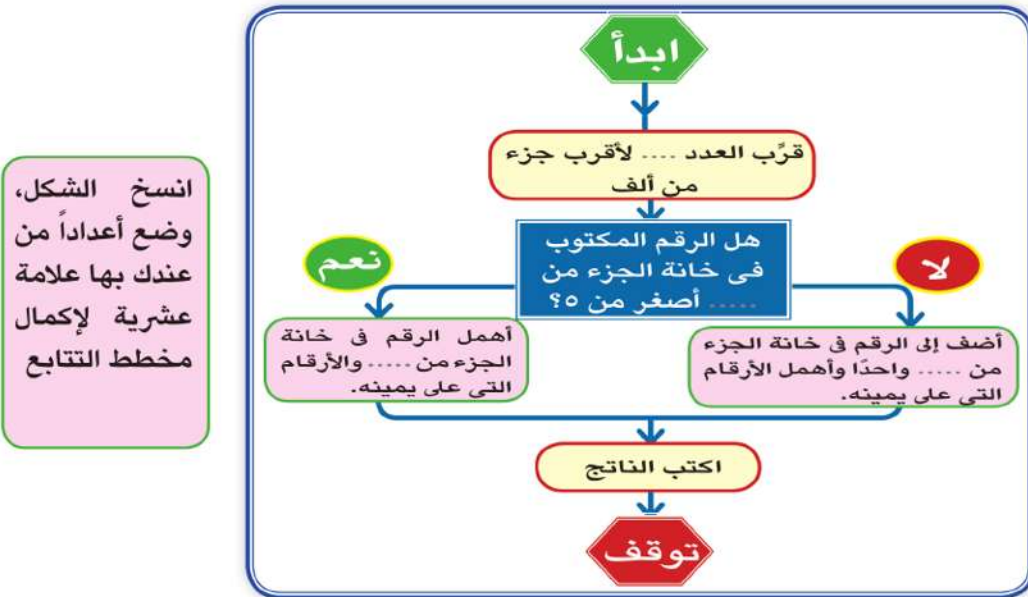 ابدأ
قرِّب العدد .... لأقرب جزء
من ألف
هل الرقم المكتوب
فى خانة الجزء من
..... أصغر من ٥؟
لا
نعم
أضف إلى الرقم فى خانة الجزء
من ..... واحدًا وأهمل الأرقام
التى على يمينه.
أهمل الرقم فى خانة
الجزء من ..... والأرقام
التى على يمينه.
اكتب الناتج
توقف
انسخ الشكل،
وضع أعداداً من
عندك بها علامة
عشرية لإكمال
مخطط التتابع